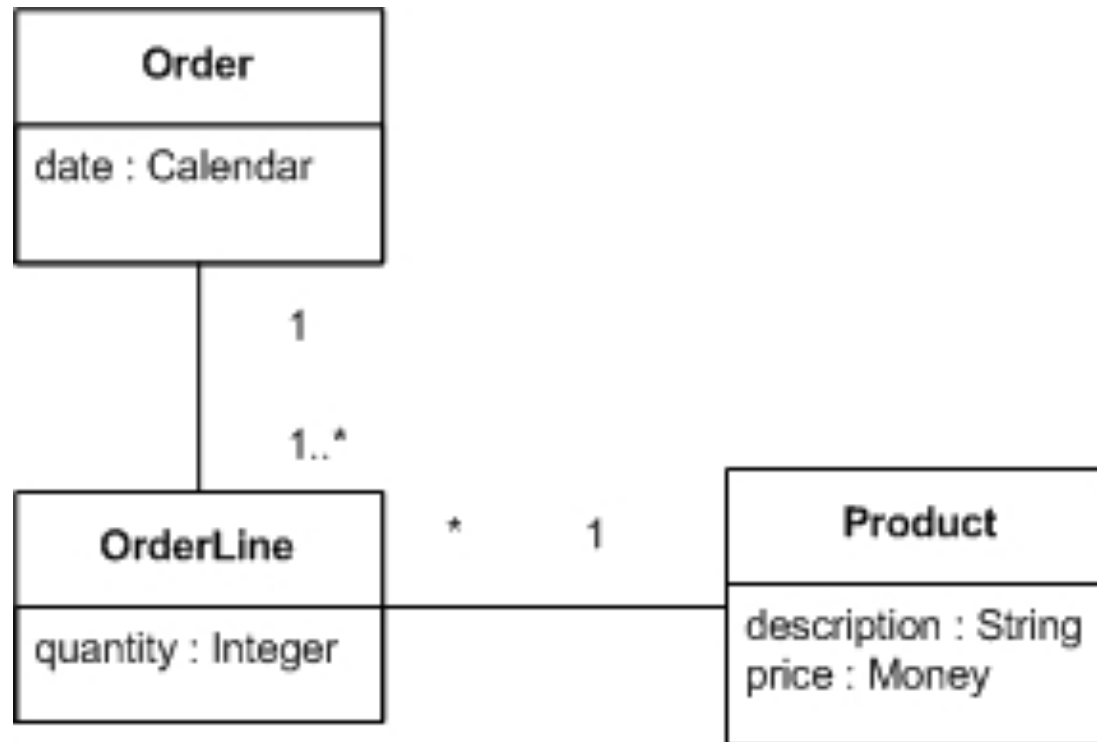 Order
date : Calendar
1
1..*
OrderLine
quantity : Integer
* 1
Product
description : String
price : Money